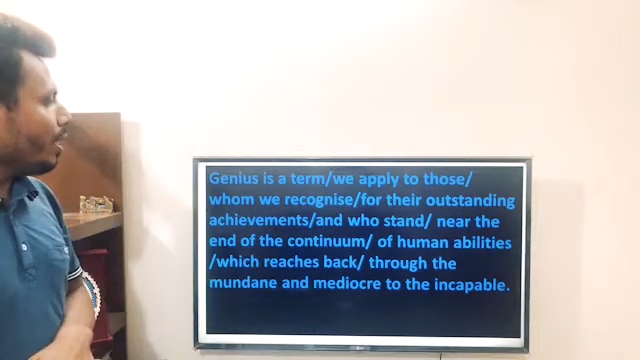 Genius is a term/we apply to those/
whom we recognise/for their outstanding
achievements/and who stand/ near the
end of the continuum/ of human abilities
/which reaches back/ through the
mundane and mediocre to the incapable.